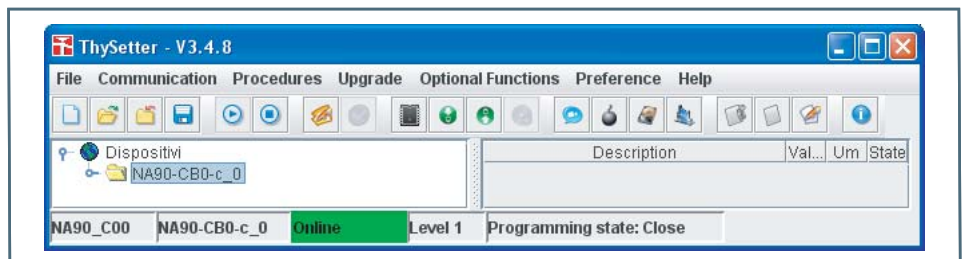 ThySetter - V3.4.8
File Communication Procedures Upgrade Optional Functions Preference Help
Dispositivi
NA90-CB0-c_0
Description Val... Um State
NA90_C00 NA90-CB0-c_0 Online Level 1 Programming state: Close